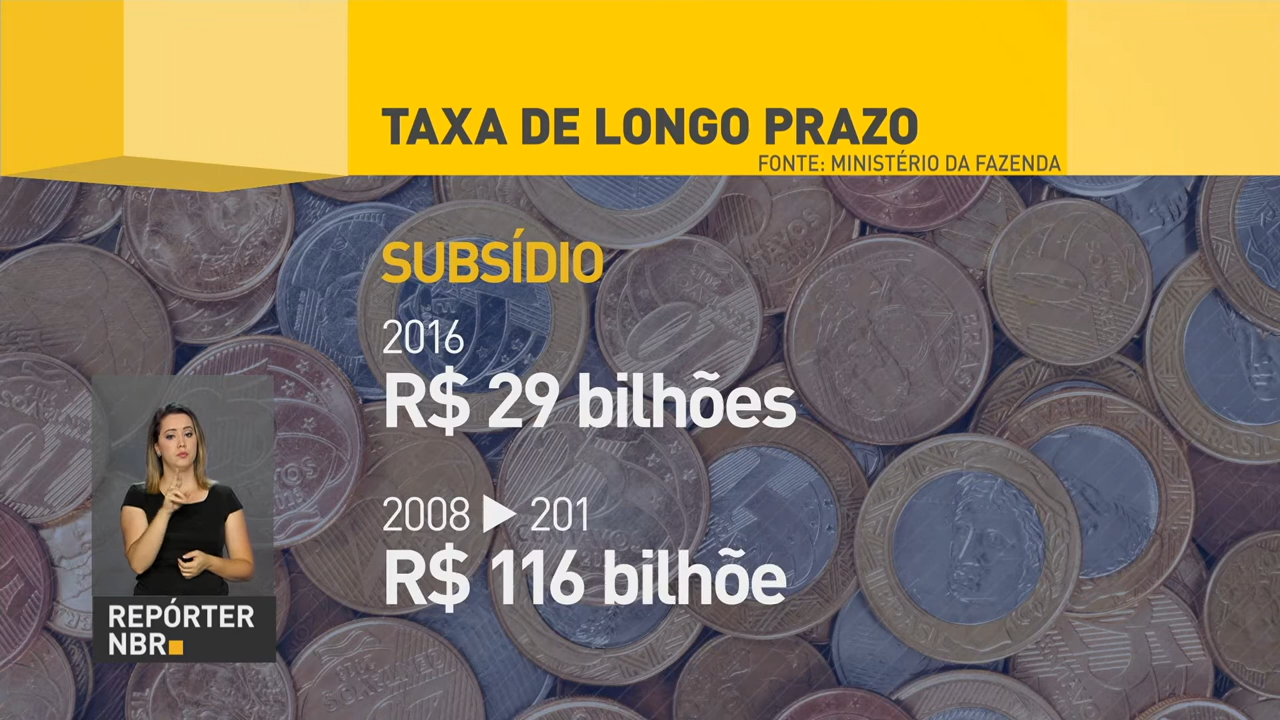 TAXA DE LONGO PRAZO
FONTE: MINISTÉRIO DA FAZENDA
SUBSÍDIO
2016
R$ 29 bilhões
2008 ▶ 201
R$ 116 bilhõe
REPÓRTER
NBR